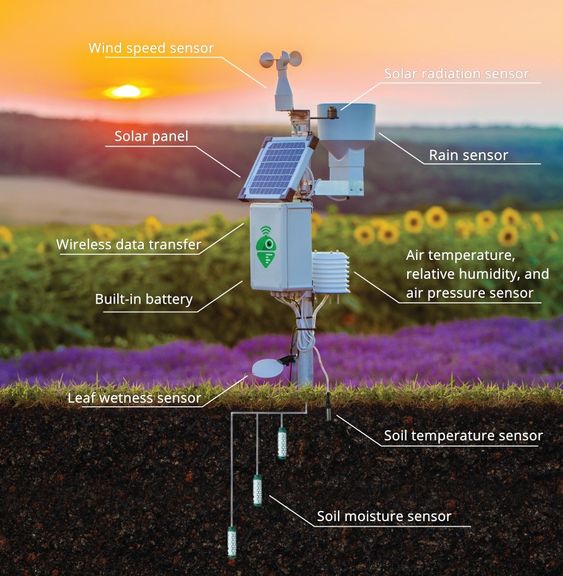 Wind speed sensor
Solar radiation sensor
Solar panel
Rain sensor
Wireless data transfer
Air temperature,
relative humidity, and
air pressure sensor
Built-in battery
Leaf wetness sensor
Soil temperature sensor
Soil moisture sensor